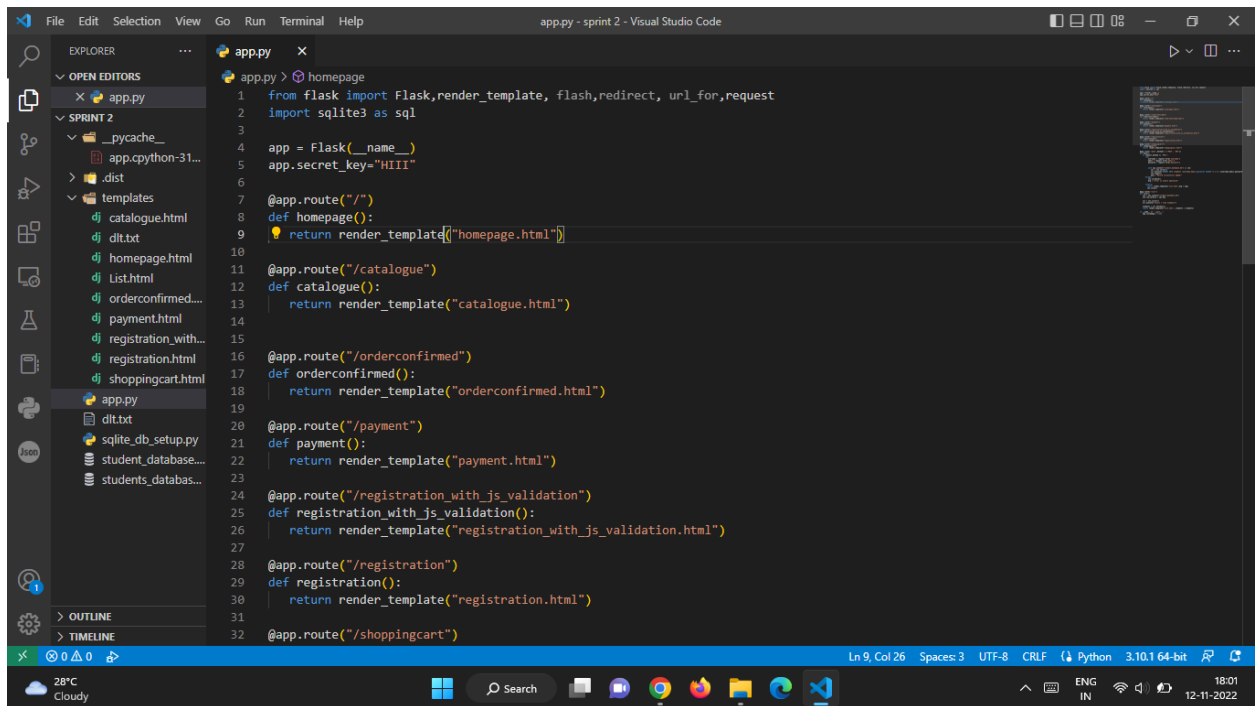 File Edit Selection View Go Run Terminal Help
app.py - sprint 2 - Visual Studio Code
EXPLORER
OPEN EDITORS
app.py
SPRINT 2
__pycache__
app.cpython-31...
.dist
templates
catalogue.html
dlt.txt
homepage.html
List.html
orderconfirmed....
payment.html
registration_with...
registration.html
shoppingcart.html
app.py
dlt.txt
sqlite_db_setup.py
student_database....
students_databas...
OUTLINE
TIMELINE
app.py
app.py > homepage
1 from flask import Flask,render_template, flash,redirect, url_for,request
2 import sqlite3 as sql
3
4 app = Flask(__name__)
5 app.secret_key="HIII"
6
7 @app.route("/")
8 def homepage():
9 return render_template("homepage.html")
10
11 @app.route("/catalogue")
12 def catalogue():
13 return render_template("catalogue.html")
14
15
16 @app.route("/orderconfirmed")
17 def orderconfirmed():
18 return render_template("orderconfirmed.html")
19
20 @app.route("/payment")
21 def payment():
22 return render_template("payment.html")
23
24 @app.route("/registration_with_js_validation")
25 def registration_with_js_validation():
26 return render_template("registration_with_js_validation.html")
27
28 @app.route("/registration")
29 def registration():
30 return render_template("registration.html")
31
32 @app.route("/shoppingcart")
Json
1
0 0
Ln 9, Col 26 Spaces: 3 UTF-8 CRLF Python 3.10.1 64-bit
28°C
Cloudy
Search
ENG
IN
18:01
12-11-2022